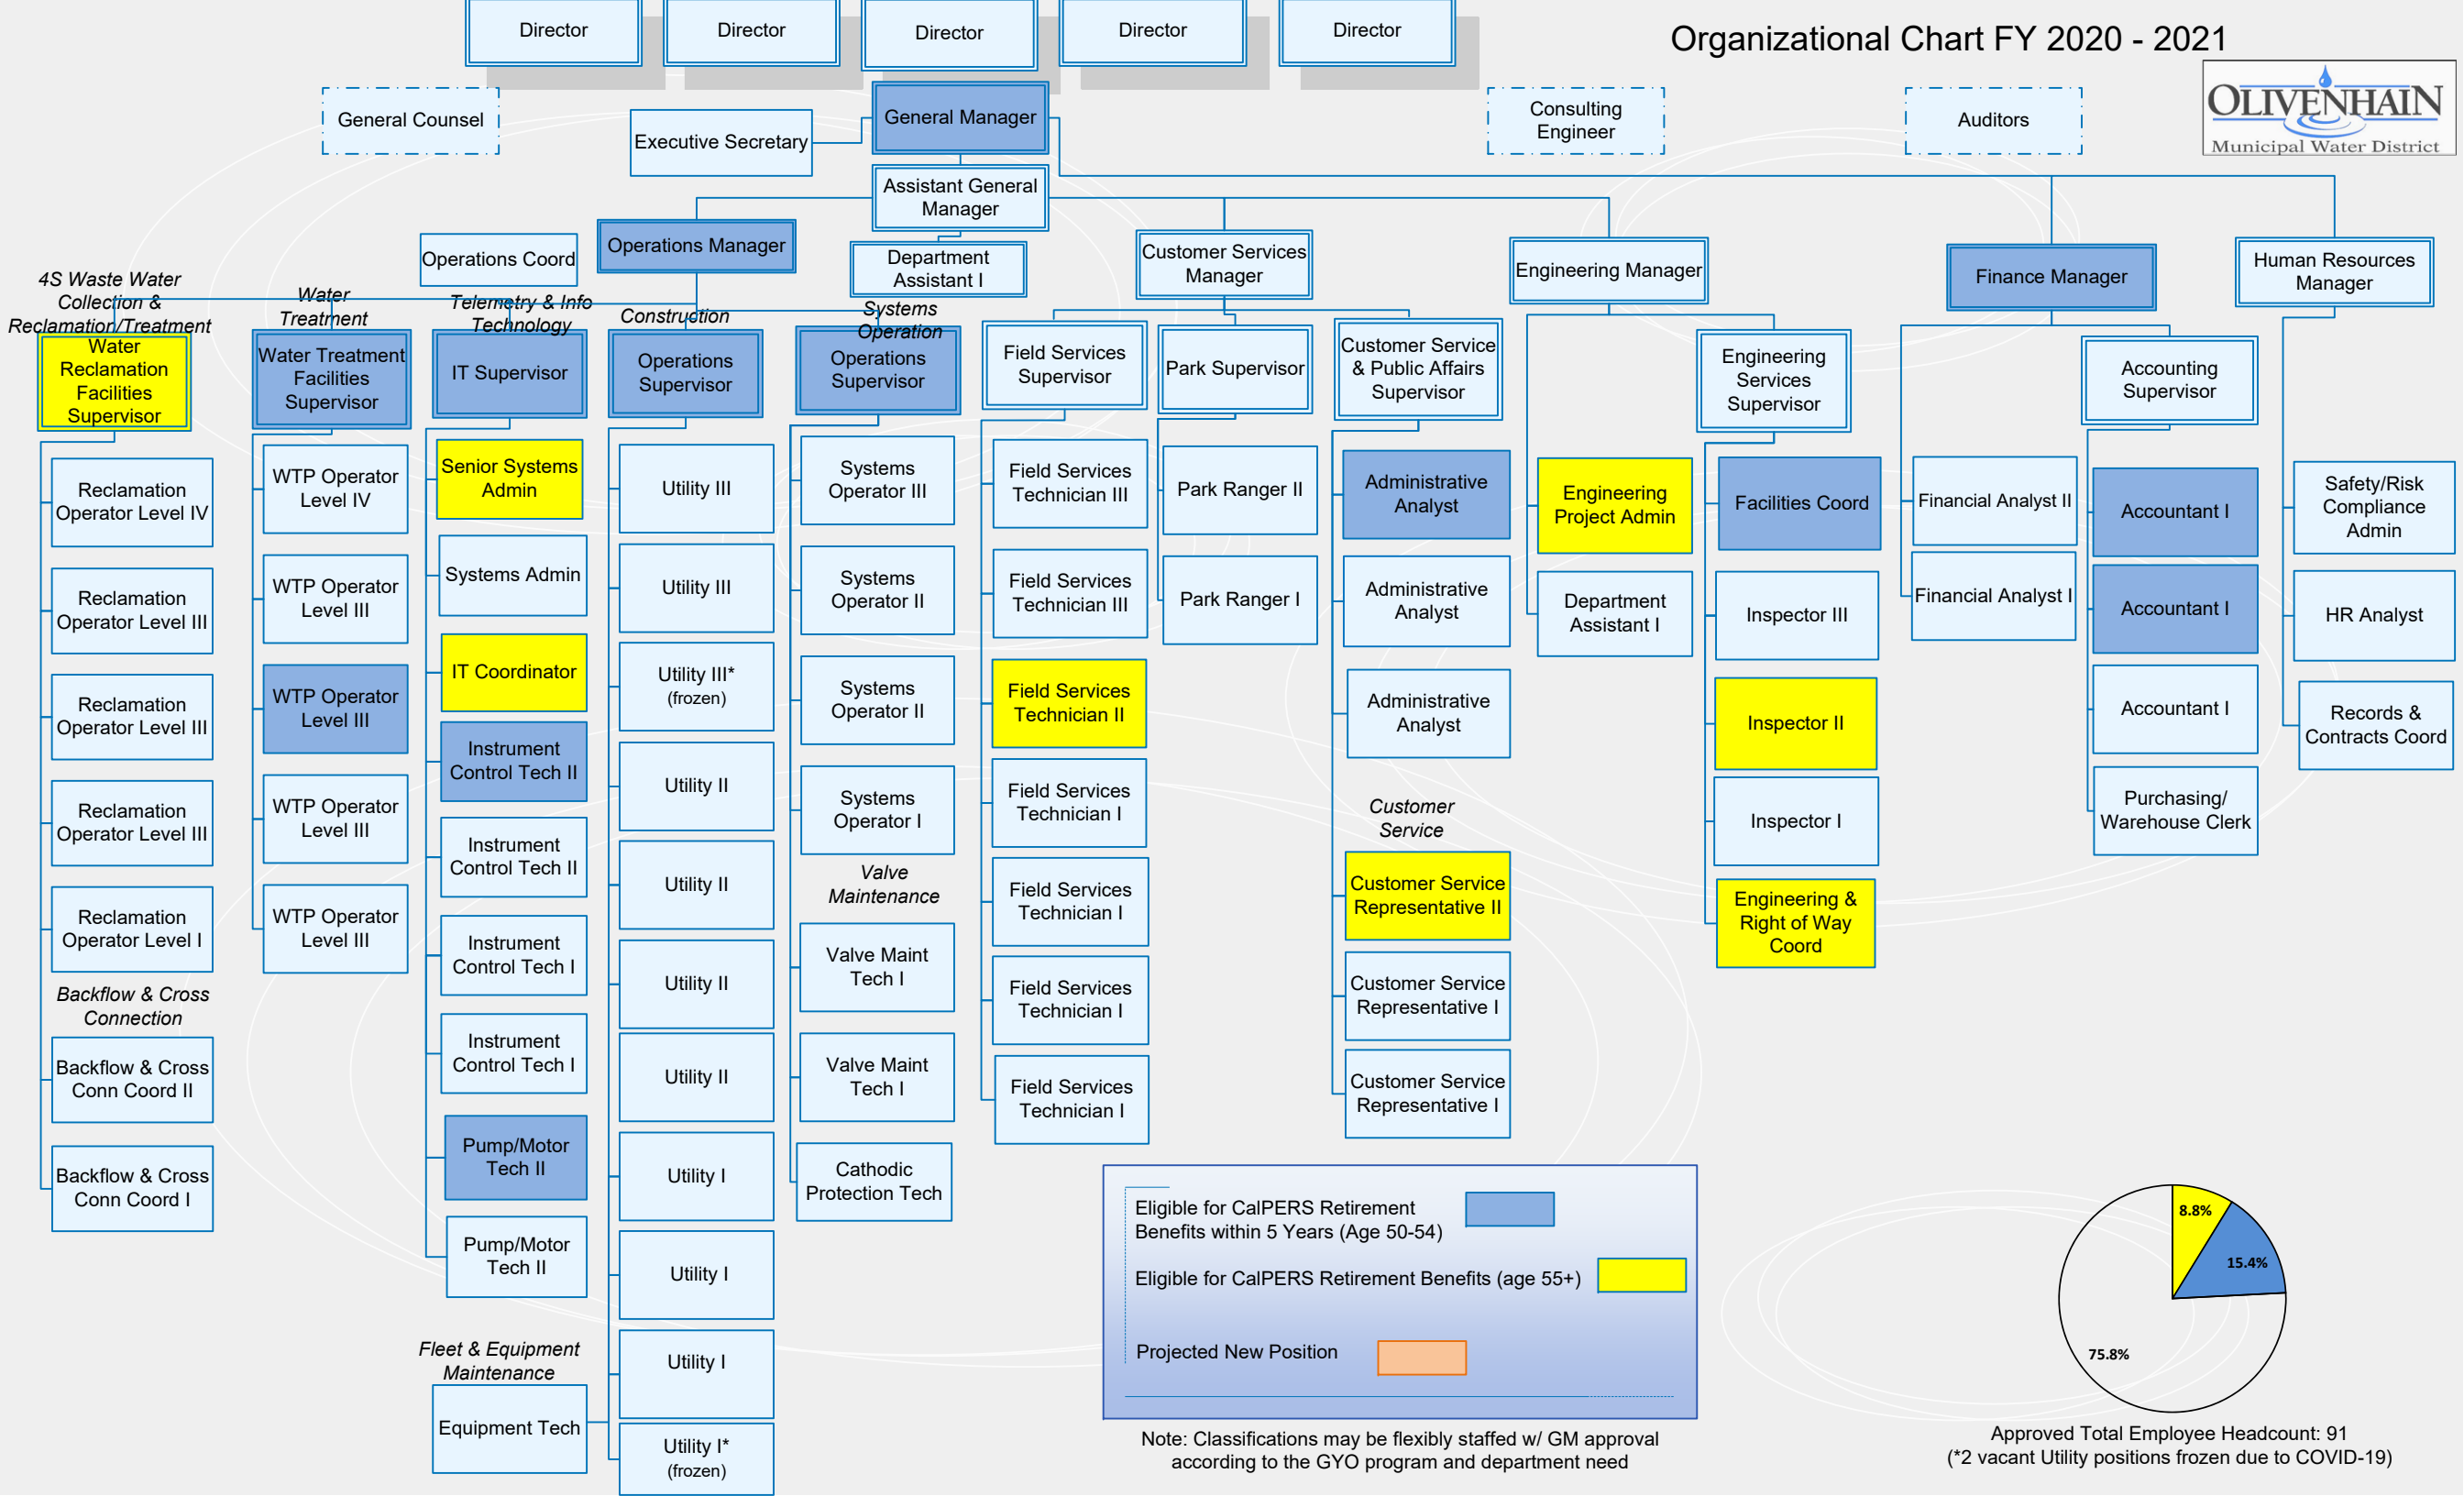 Director
Director
Director
Director
Director
Organizational Chart FY 2020 - 2021
OLIVENHAIN
Municipal Water District
General Counsel
Executive Secretary
General Manager
Consulting
Engineer
Auditors
Assistant General
Manager
Operations Coord
Operations Manager
Department
Assistant I
Customer Services
Manager
Engineering Manager
Finance Manager
Human Resources
Manager
4S Waste Water
Collection &
Reclamation/Treatment
Water
Reclamation
Facilities
Supervisor
Reclamation
Operator Level IV
Reclamation
Operator Level III
Reclamation
Operator Level III
Reclamation
Operator Level III
Reclamation
Operator Level I
Backflow & Cross
Connection
Backflow & Cross
Conn Coord II
Backflow & Cross
Conn Coord I
Water
Treatment
Water Treatment
Facilities
Supervisor
WTP Operator
Level IV
WTP Operator
Level III
WTP Operator
Level III
WTP Operator
Level III
WTP Operator
Level III
Telemetry & Info
Technology
IT Supervisor
Senior Systems
Admin
Systems Admin
IT Coordinator
Instrument
Control Tech II
Instrument
Control Tech II
Instrument
Control Tech I
Instrument
Control Tech I
Pump/Motor
Tech II
Pump/Motor
Tech II
Fleet & Equipment
Maintenance
Equipment Tech
Construction
Operations
Supervisor
Utility III
Utility III
Utility III*
(frozen)
Utility II
Utility II
Utility II
Utility II
Utility I
Utility I
Utility I
Utility I*
(frozen)
Systems
Operation
Operations
Supervisor
Systems
Operator III
Systems
Operator II
Systems
Operator II
Systems
Operator I
Valve
Maintenance
Valve Maint
Tech I
Valve Maint
Tech I
Cathodic
Protection Tech
Field Services
Supervisor
Field Services
Technician III
Field Services
Technician III
Field Services
Technician II
Field Services
Technician I
Field Services
Technician I
Field Services
Technician I
Field Services
Technician I
Park Supervisor
Park Ranger II
Park Ranger I
Customer Service
& Public Affairs
Supervisor
Administrative
Analyst
Administrative
Analyst
Administrative
Analyst
Customer
Service
Customer Service
Representative II
Customer Service
Representative I
Customer Service
Representative I
Engineering
Project Admin
Department
Assistant I
Engineering
Services
Supervisor
Facilities Coord
Inspector III
Inspector II
Inspector I
Engineering &
Right of Way
Coord
Financial Analyst II
Financial Analyst I
Accounting
Supervisor
Accountant I
Accountant I
Accountant I
Purchasing/
Warehouse Clerk
Safety/Risk
Compliance
Admin
HR Analyst
Records &
Contracts Coord
Eligible for CalPERS Retirement
Benefits within 5 Years (Age 50-54)
Eligible for CalPERS Retirement Benefits (age 55+)
Projected New Position
Note: Classifications may be flexibly staffed w/ GM approval
according to the GYO program and department need
8.8%
15.4%
75.8%
Approved Total Employee Headcount: 91
(*2 vacant Utility positions frozen due to COVID-19)